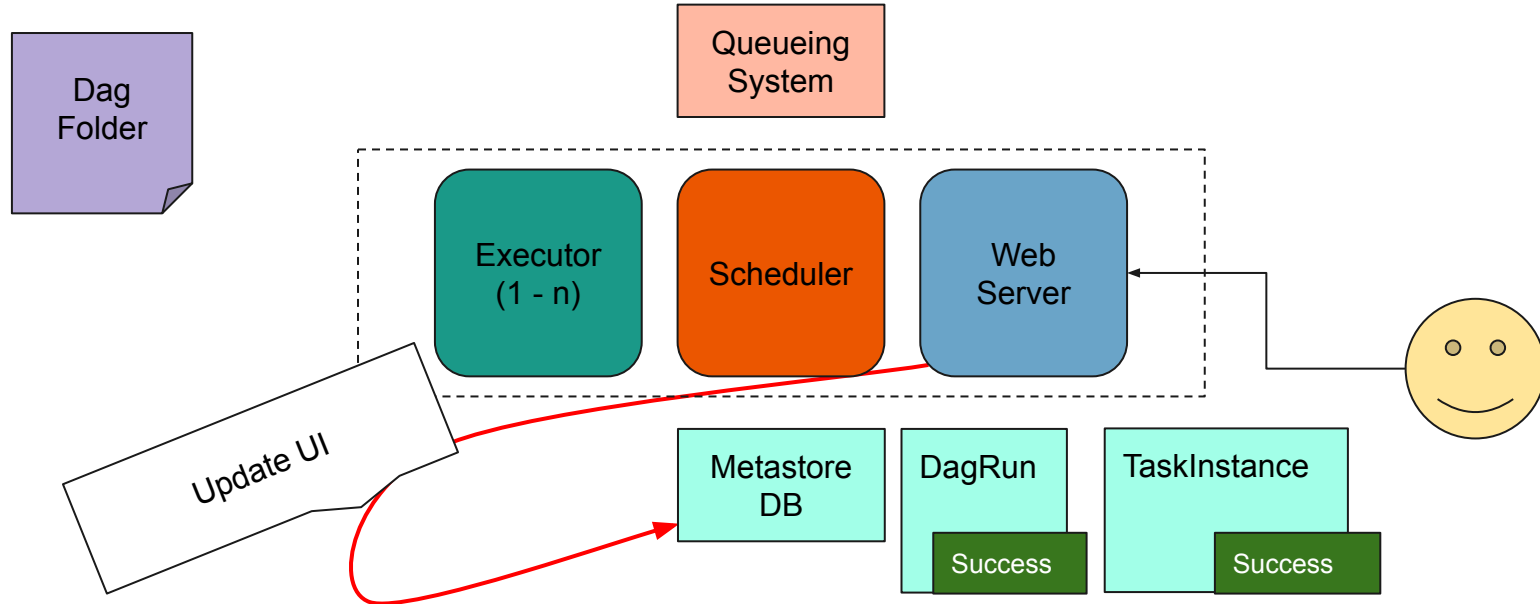 Dag
Folder
Queueing
System
Executor
(1 - n)
Scheduler
Web
Server
Update UI
Metastore
DB
DagRun
Success
TaskInstance
Success